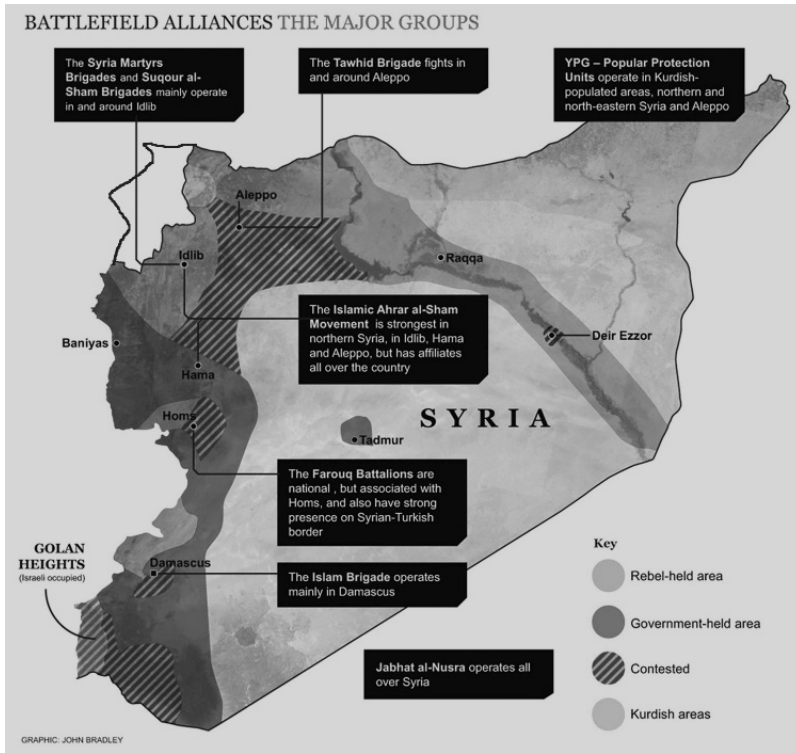 BATTLEFIELD ALLIANCES THE MAJOR GROUPS
The Syria Martyrs
Brigades and Suqour al-
Sham Brigades mainly operate
in and around Idlib
The Tawhid Brigade fights in
and around Aleppo
YPG – Popular Protection
Units operate in Kurdish-
populated areas, northern and
north-eastern Syria and Aleppo
Aleppo
Idlib
Raqqa
The Islamic Ahrar al-Sham
Movement is strongest in
northern Syria, in Idlib, Hama
and Aleppo, but has affiliates
all over the country
Deir Ezzor
Baniyas
Hama
Homs
SYRIA
Tadmur
The Farouq Battalions are
national , but associated with
Homs, and also have strong
presence on Syrian-Turkish
border
GOLAN
HEIGHTS
(Israeli occupied)
Damascus
The Islam Brigade operates
mainly in Damascus
Key
Rebel-held area
Government-held area
Contested
Kurdish areas
Jabhat al-Nusra operates all
over Syria
GRAPHIC: JOHN BRADLEY